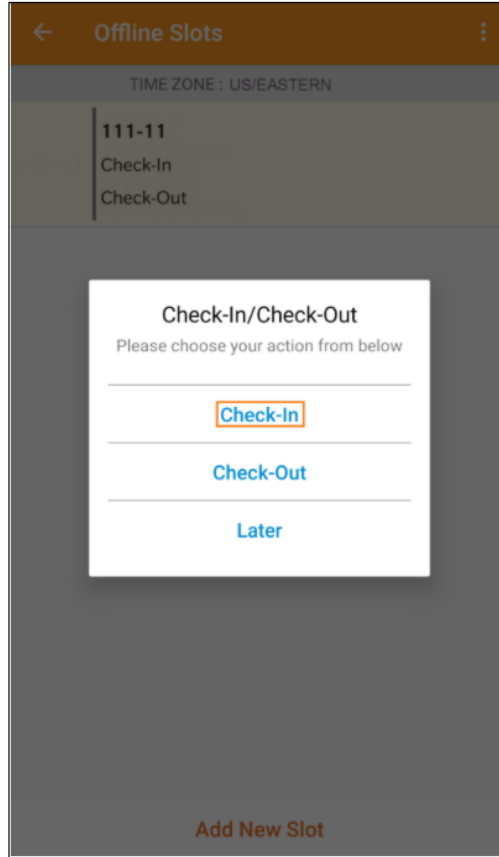 Offline Slots
TIME ZONE : US/EASTERN
111-11
Check-In
Check-Out
Check-In/Check-Out
Please choose your action from below
Check-In
Check-Out
Later
Add New Slot